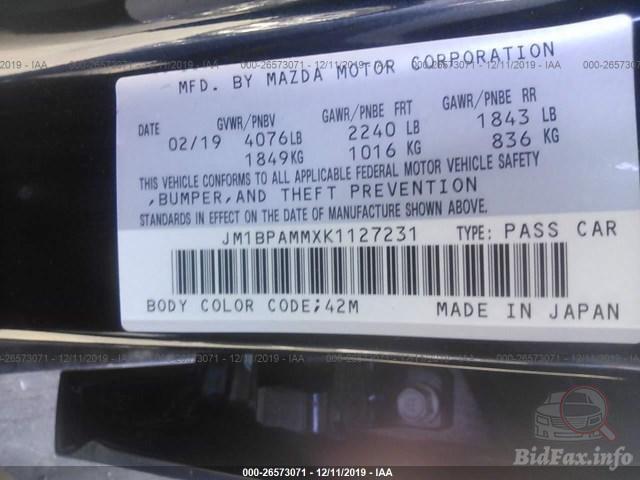 000-26573071 - 12/11/2019 - IAA 000-26573071 - 12/11/2019 - IAA
MFD. BY MAZDA MOTOR CORPORATION
DATE GVWR/PNBV GAWR/PNBE FRT GAWR/PNBE RR
02/19 4076LB 2240 LB 1843 LB
1849KG 1016 KG 836 KG
THIS VEHICLE CONFORMS TO ALL APPLICABLE FEDERAL MOTOR VEHICLE SAFETY
,BUMPER,AND THEFT PREVENTION
STANDARDS IN EFFECT ON THE DATE OF MANUFACTURE SHOWN ABOVE.
JM1BPAMMXK1127231 TYPE: PASS CAR
BODY COLOR CODE;42M MADE IN JAPAN
000-26573071 - 12/11/2019 - IAA
BidFax.info
000-26573071 - 12/11/2019 - IAA